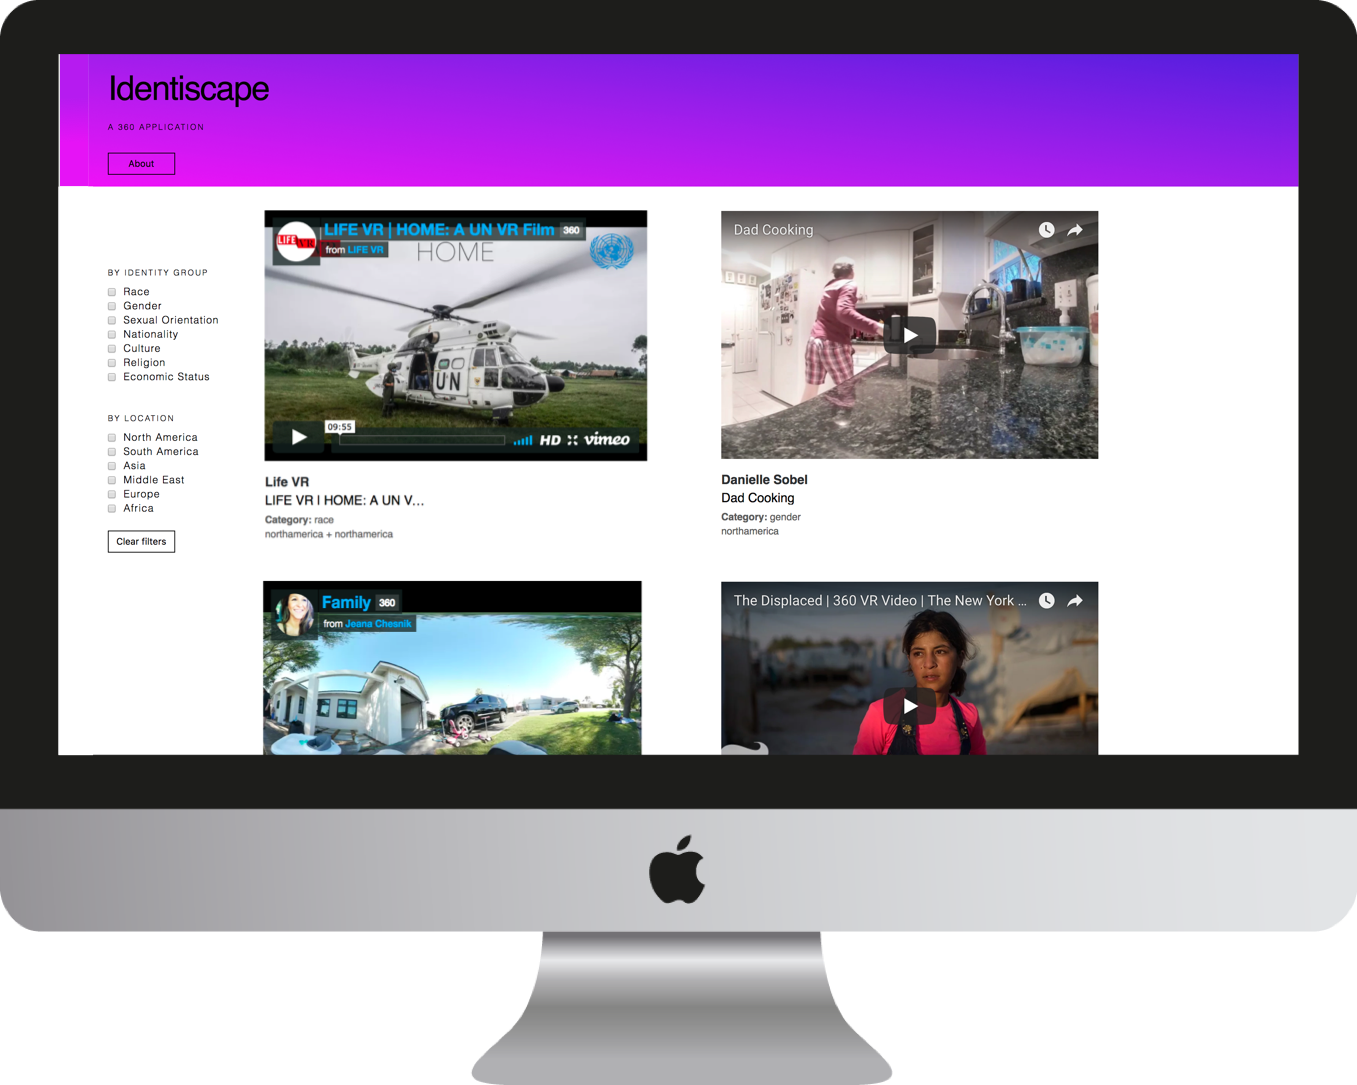 Identiscape
A 360 APPLICATION
About
BY IDENTITY GROUP
Race
Gender
Sexual Orientation
Nationality
Culture
Religion
Economic Status
BY LOCATION
North America
South America
Asia
Middle East
Europe
Africa
Clear filters
LIFE VR | HOME: A UN VR Film 360
from LIFE VR
LIFE VR
HOME
UN
09:55
HD vimeo
Life VR
LIFE VR | HOME: A UN V...
Category: race
northamerica + northamerica
Dad Cooking
Danielle Sobel
Dad Cooking
Category: gender
northamerica
Family 360
from Jeana Chesnik
The Displaced | 360 VR Video | The New York ...